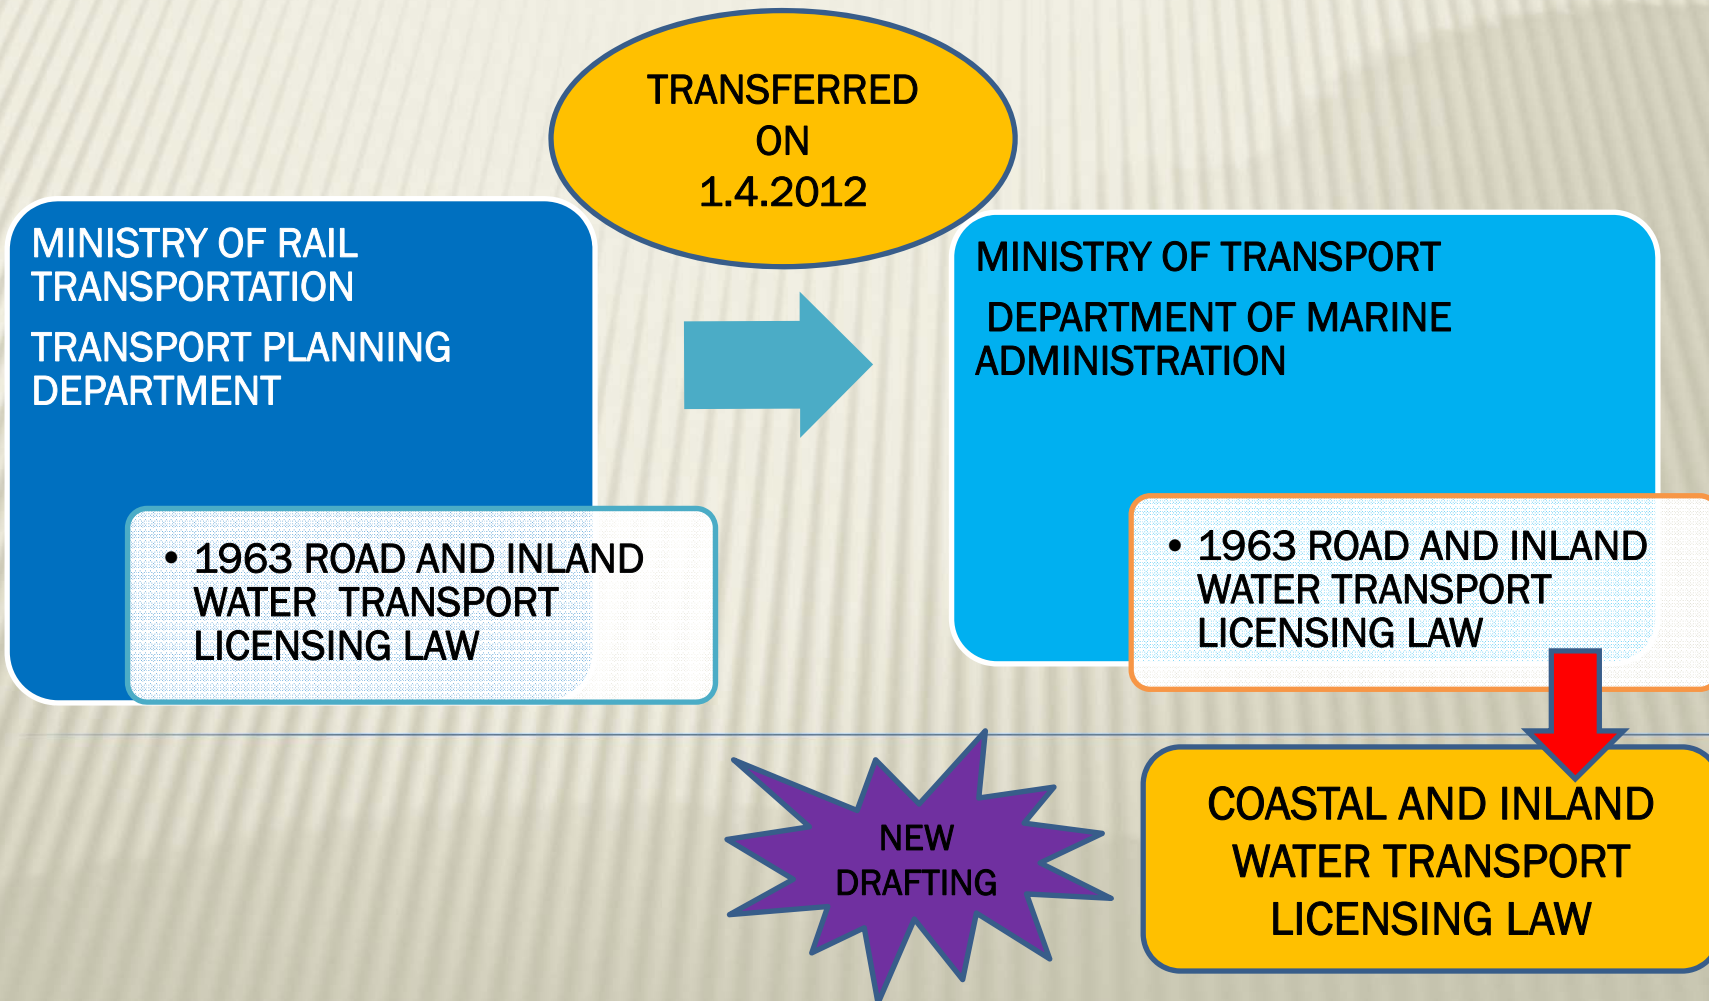 TRANSFERRED
ON
1.4.2012
MINISTRY OF RAIL
TRANSPORTATION
TRANSPORT PLANNING
DEPARTMENT
• 1963 ROAD AND INLAND
WATER TRANSPORT
LICENSING LAW
MINISTRY OF TRANSPORT
DEPARTMENT OF MARINE
ADMINISTRATION
• 1963 ROAD AND INLAND
WATER TRANSPORT
LICENSING LAW
NEW
DRAFTING
COASTAL AND INLAND
WATER TRANSPORT
LICENSING LAW